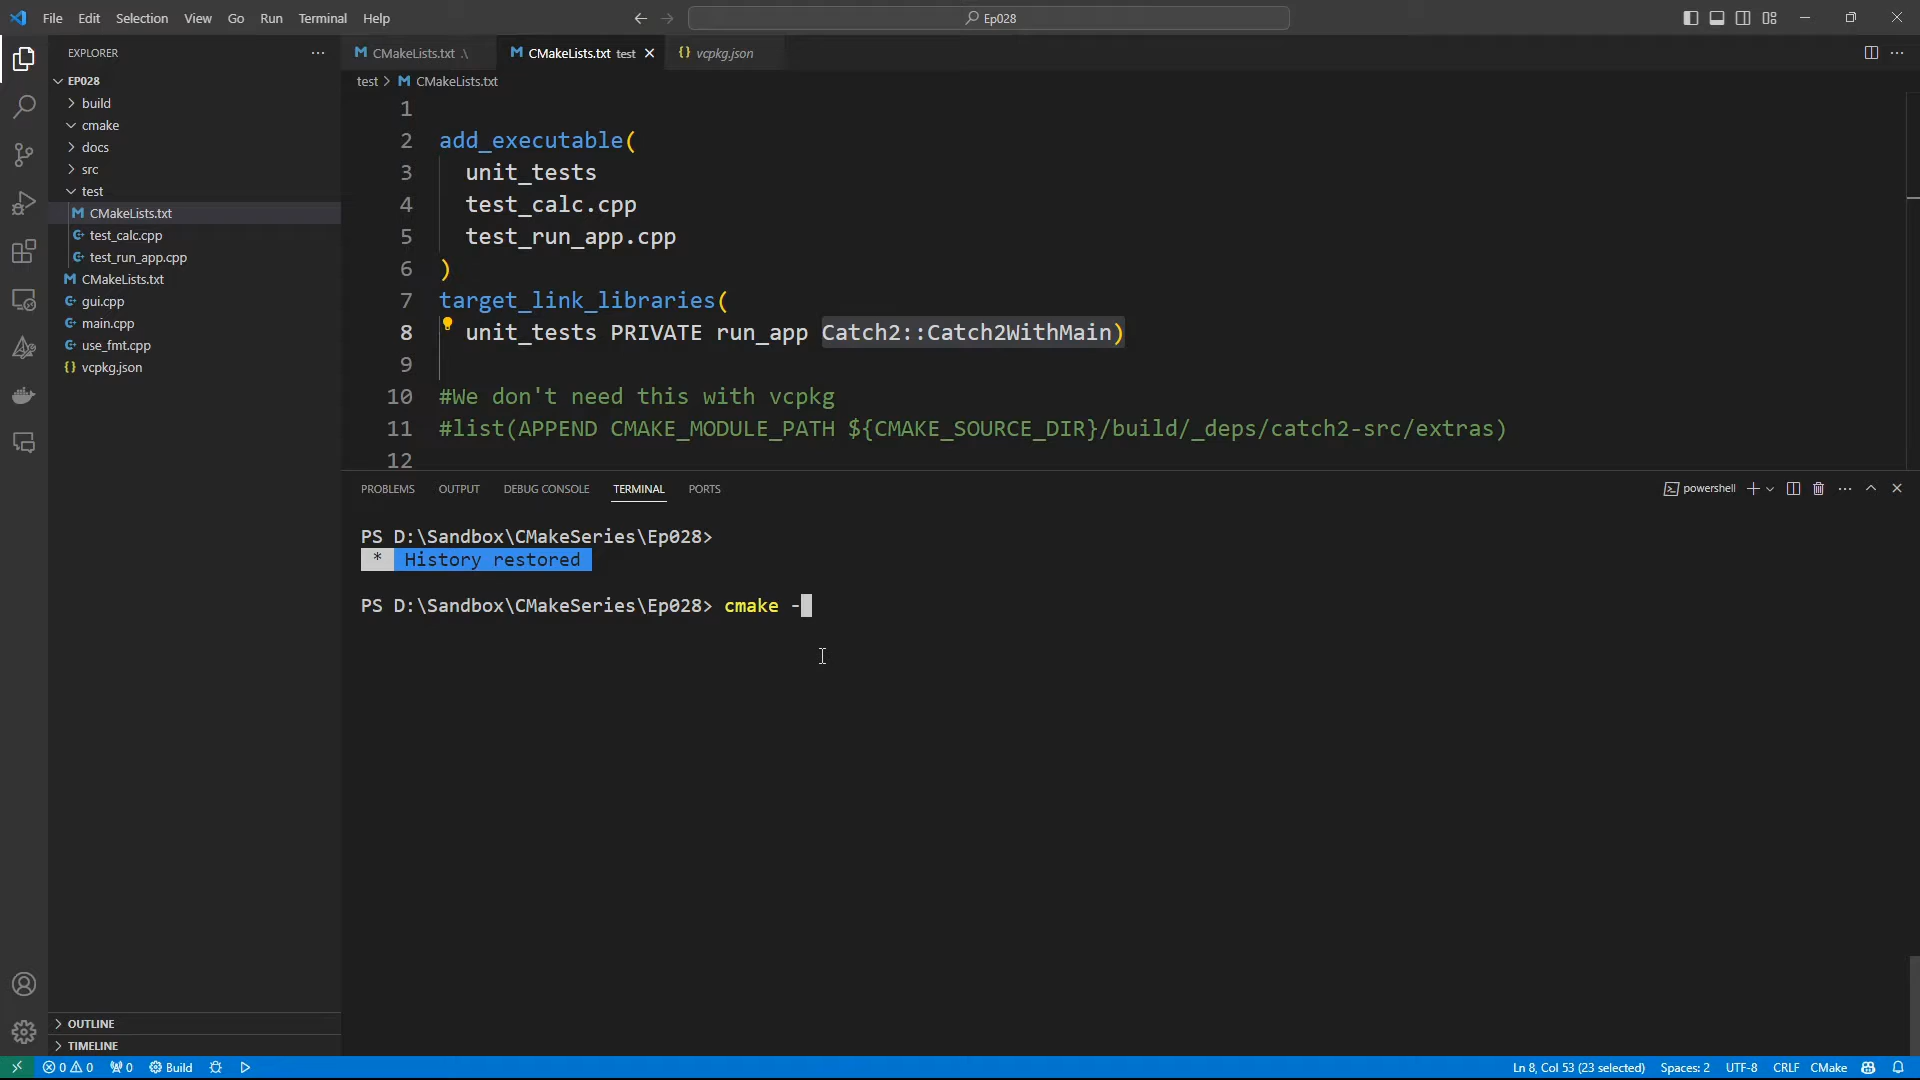 File Edit Selection View Go Run Terminal Help
Ep028
EXPLORER
EP028
build
cmake
docs
src
test
CMakeLists.txt
test_calc.cpp
test_run_app.cpp
CMakeLists.txt
gui.cpp
main.cpp
use_fmt.cpp
vcpkg.json
OUTLINE
TIMELINE
CMakeLists.txt .\ CMakeLists.txt test vcpkg.json
test > CMakeLists.txt
1
2 add_executable(
3 unit_tests
4 test_calc.cpp
5 test_run_app.cpp
6 )
7 target_link_libraries(
8 unit_tests PRIVATE run_app Catch2::Catch2WithMain)
9
10 #We don't need this with vcpkg
11 #list(APPEND CMAKE_MODULE_PATH ${CMAKE_SOURCE_DIR}/build/_deps/catch2-src/extras)
12
PROBLEMS OUTPUT DEBUG CONSOLE TERMINAL PORTS
powershell
PS D:\Sandbox\CMakeSeries\Ep028>
* History restored
PS D:\Sandbox\CMakeSeries\Ep028> cmake -
0 0 0 Build
Ln 8, Col 53 (23 selected) Spaces: 2 UTF-8 CRLF CMake